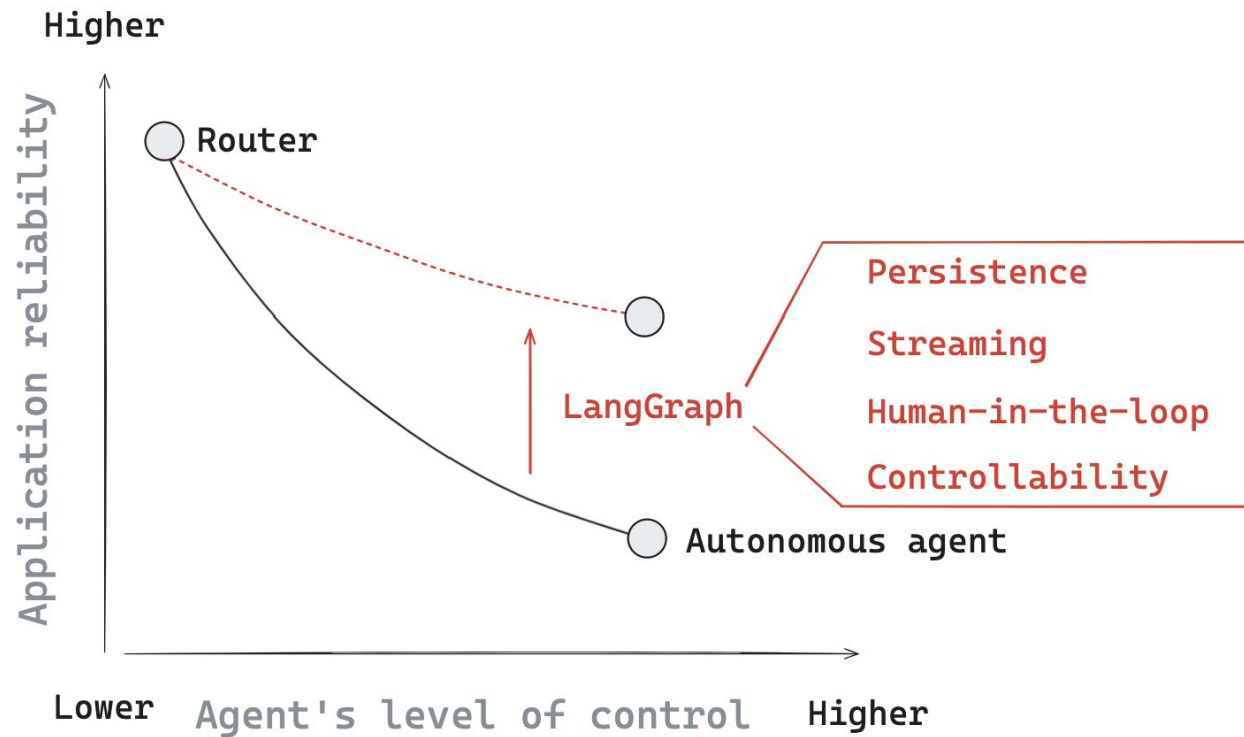 Higher
Application reliability
Router
Persistence
Streaming
LangGraph
Human-in-the-loop
Controllability
Autonomous agent
Lower
Agent's level of control
Higher